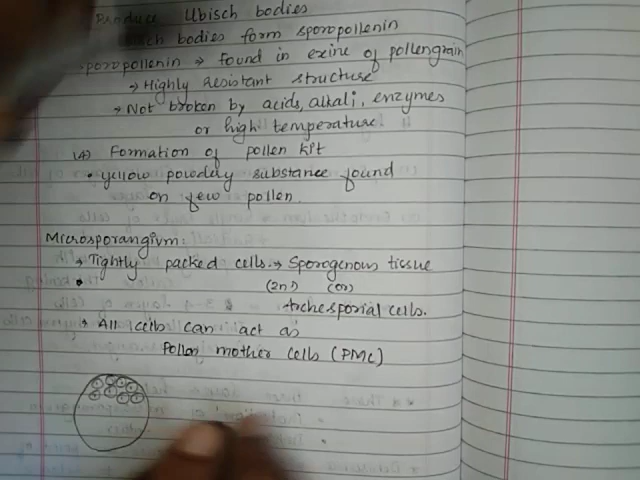 Produce Ubisch bodies
bodies form sporopollenin
sporopollenin → found in exine of pollengrain
→ Highly Resistant structure
→ Not broken by acids, alkali, enzymes
or high temperature
(4) Formation of pollen kit
• yellow powdery substance found
on few pollen.
Microsporangium:
→ Tightly packed cells → Sporogenous tissue
(2n) (or)
Archesporial cells.
→ All cells can act as
Pollen mother cells (PMC)